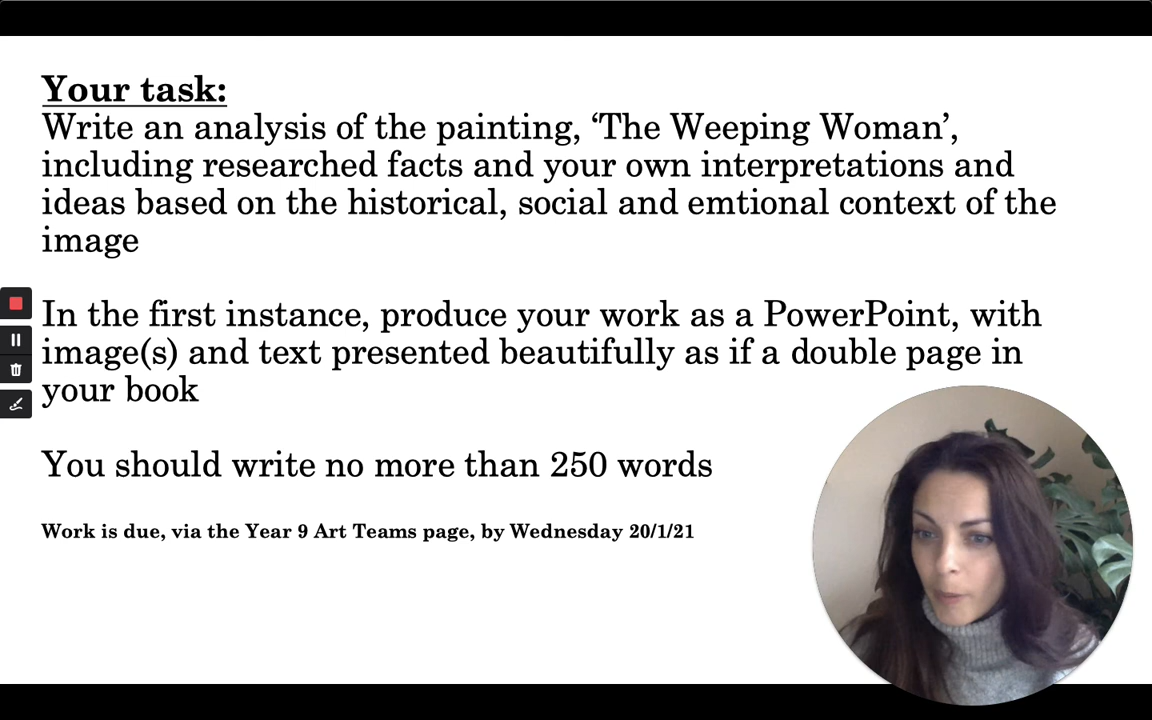 Your task:
Write an analysis of the painting, ‘The Weeping Woman’,
including researched facts and your own interpretations and
ideas based on the historical, social and emtional context of the
image
In the first instance, produce your work as a PowerPoint, with
image(s) and text presented beautifully as if a double page in
your book
You should write no more than 250 words
Work is due, via the Year 9 Art Teams page, by Wednesday 20/1/21